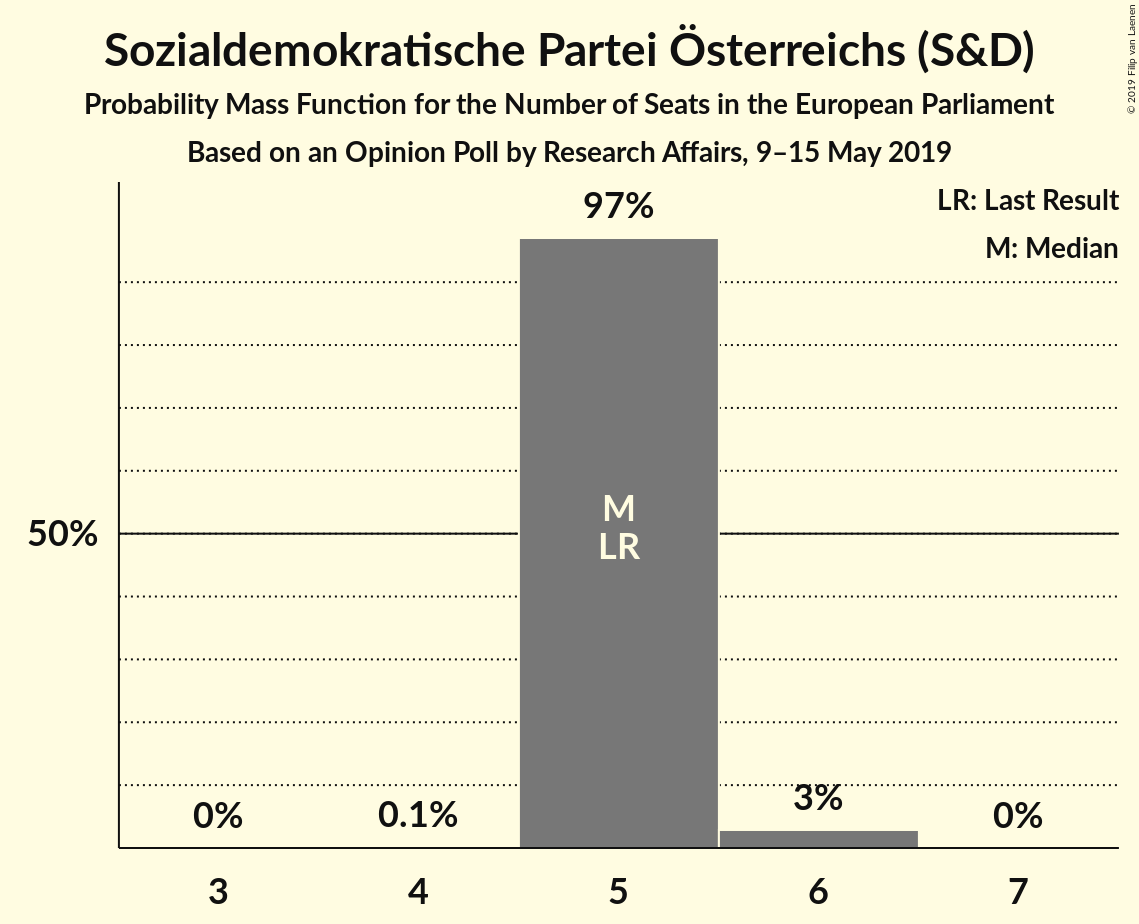 Sozialdemokratische Partei Österreichs (S&D)
Probability Mass Function for the Number of Seats in the European Parliament
Based on an Opinion Poll by Research Affairs, 9–15 May 2019
© 2019 Filip van Laenen
LR: Last Result
M: Median
97%
50%
M
LR
0%
0.1%
3%
0%
3
4
5
6
7